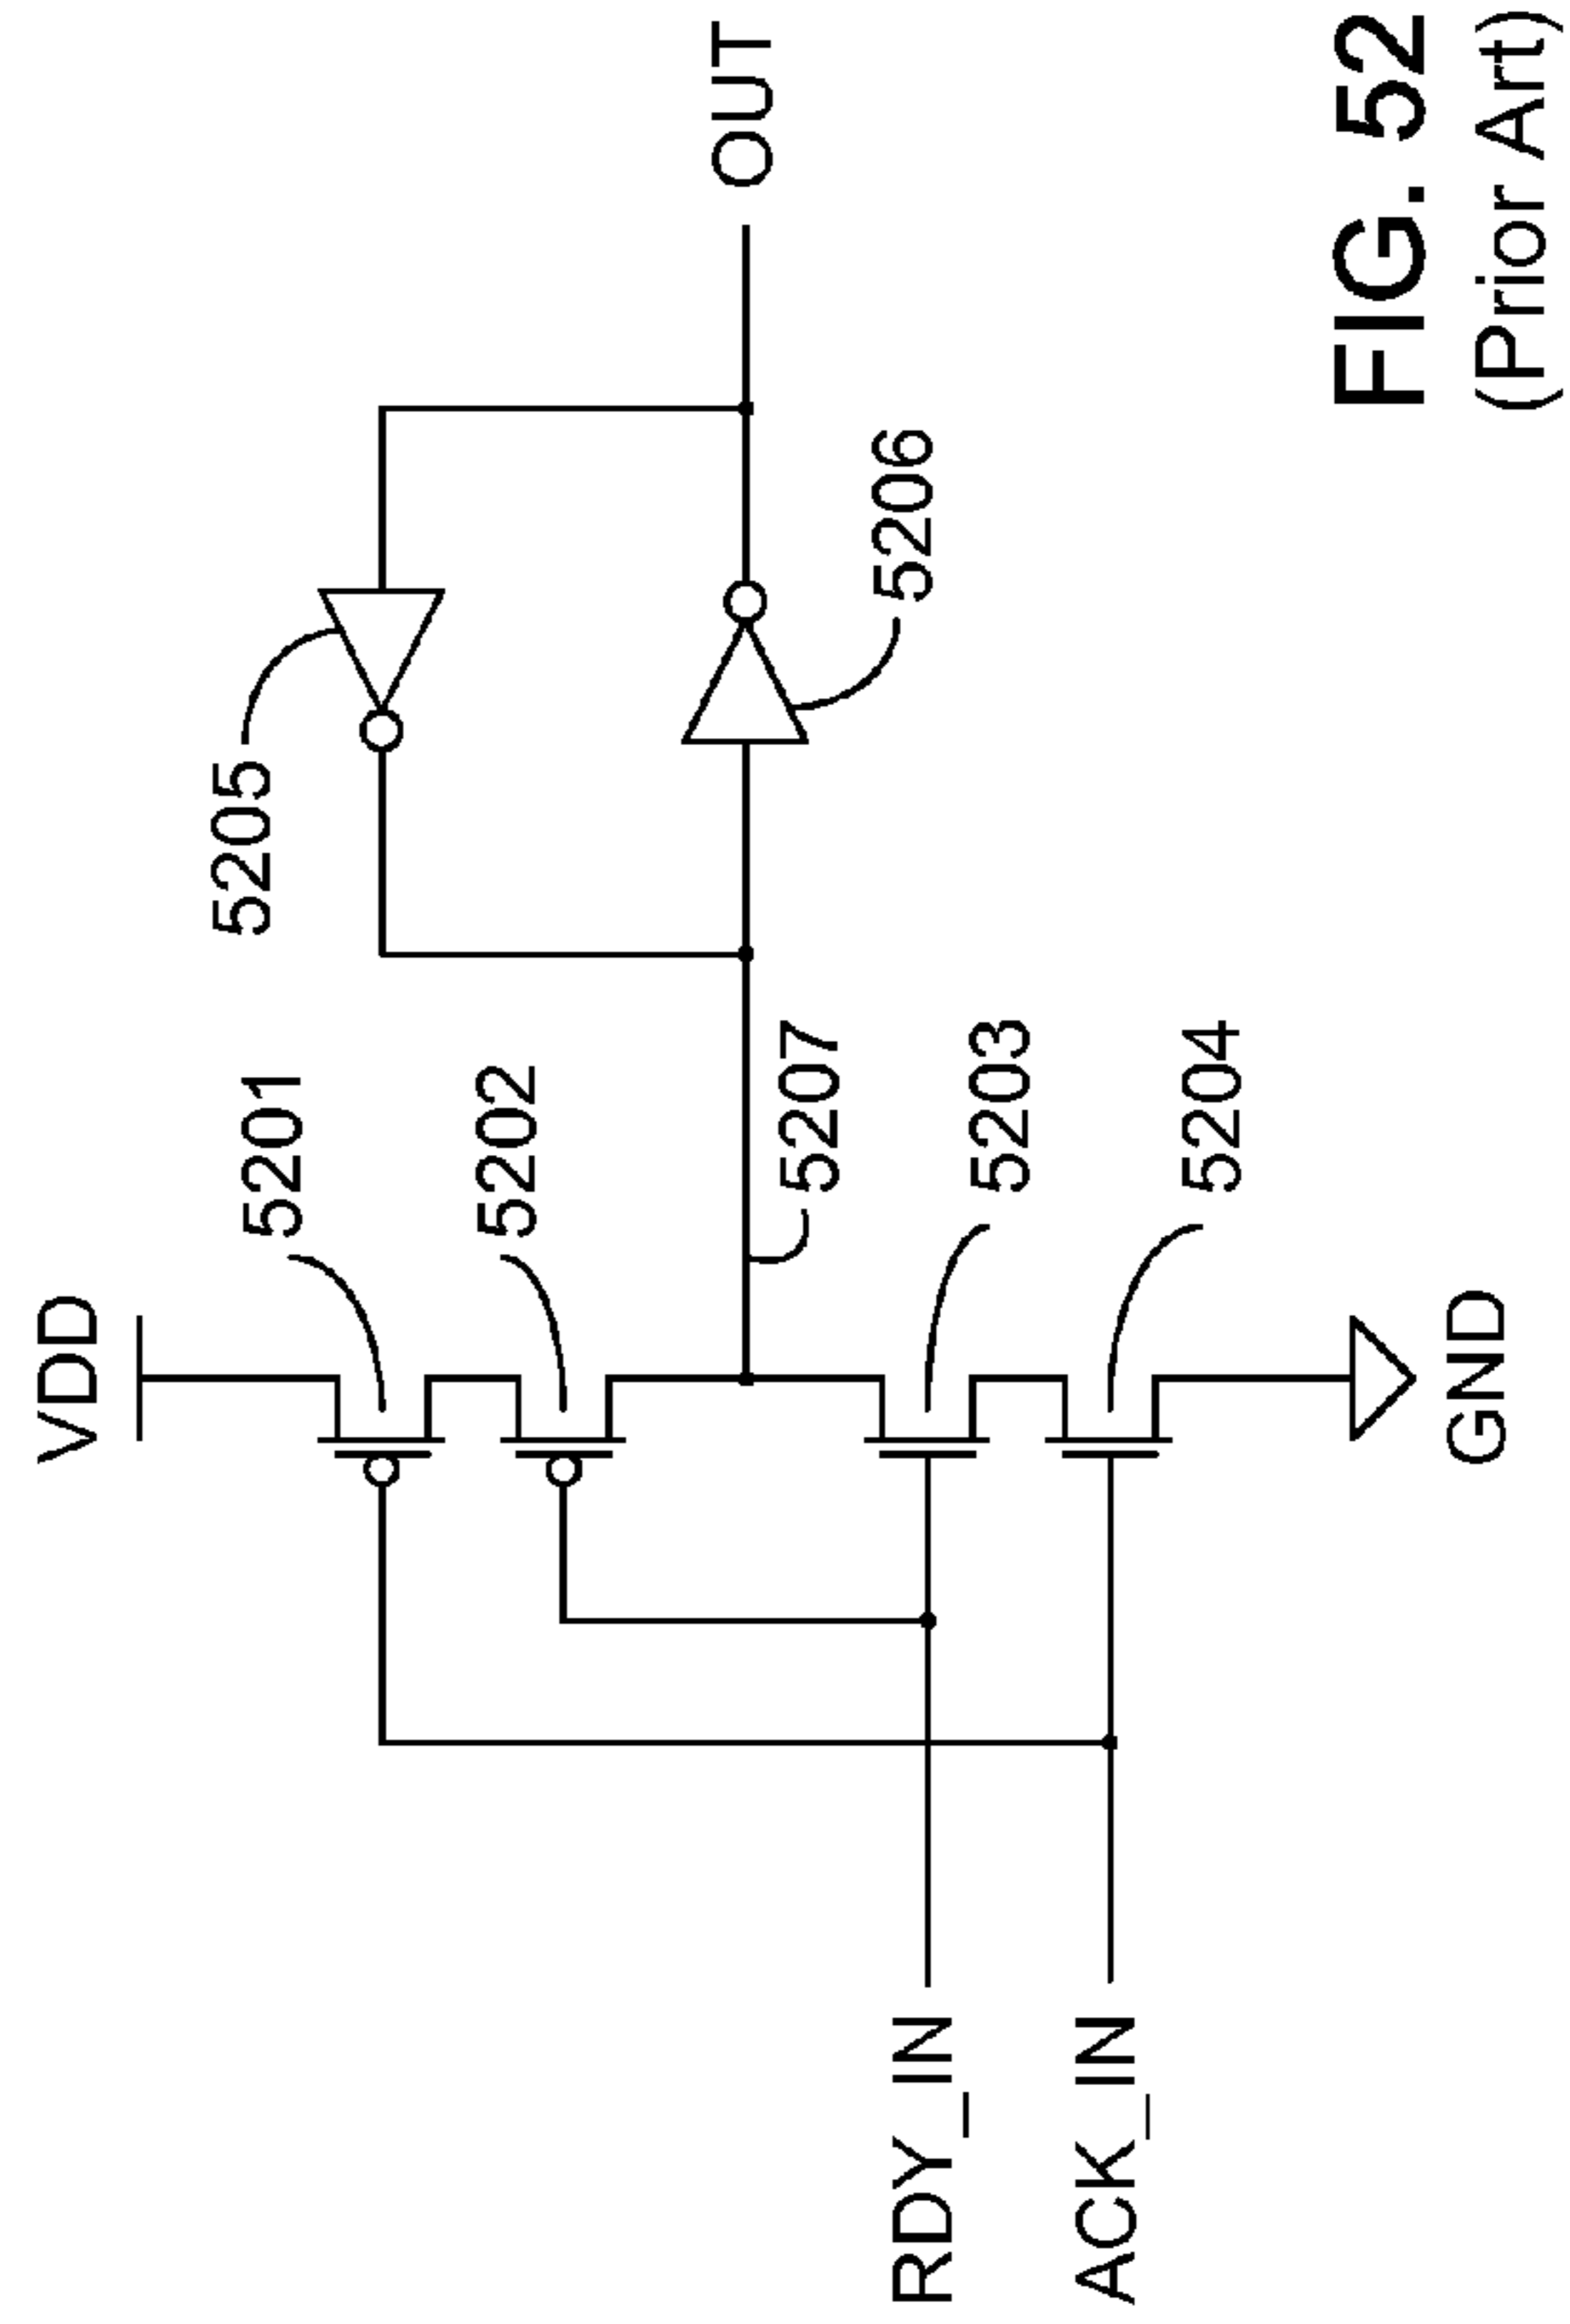 VDD
5201
5202
5205
OUT
5207
5206
RDY_IN
5203
ACK_IN
5204
GND
FIG. 52
(Prior Art)